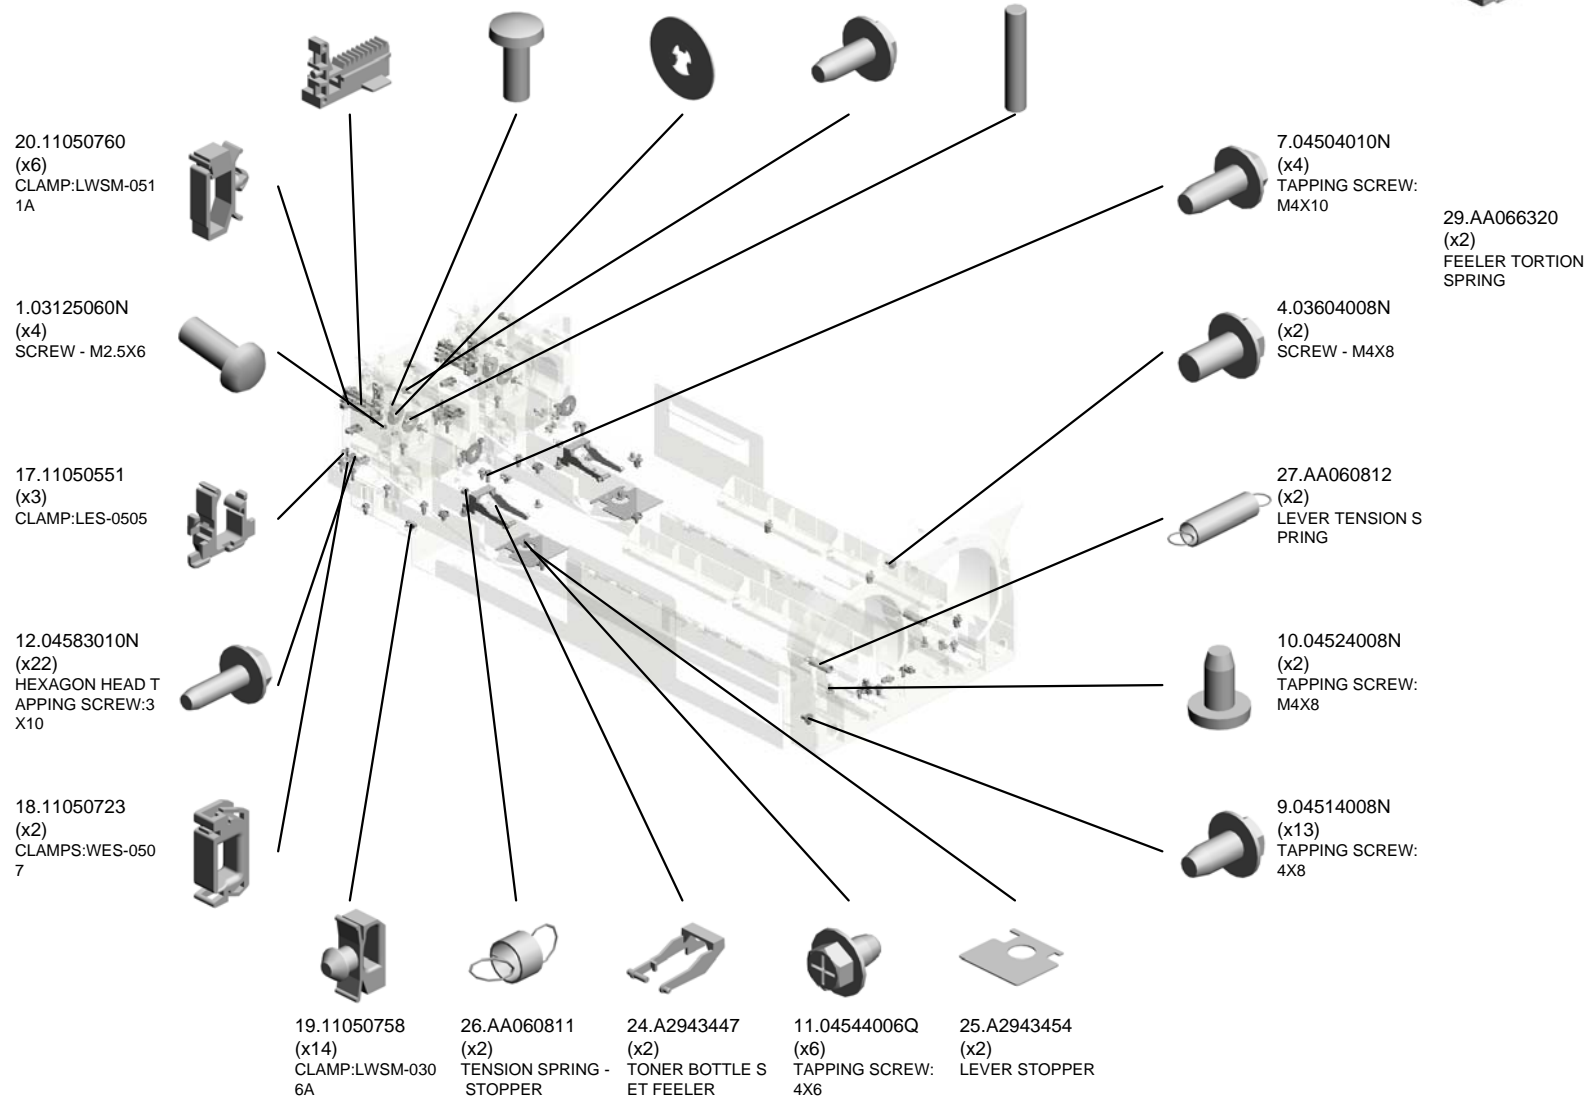 20.11050760
(x6)
CLAMP:LWSM-051
1A
1.03125060N
(x4)
SCREW - M2.5X6
17.11050551
(x3)
CLAMP:LES-0505
12.04583010N
(x22)
HEXAGON HEAD T
APPING SCREW:3
X10
18.11050723
(x2)
CLAMPS:WES-050
7
19.11050758
(x14)
CLAMP:LWSM-030
6A
26.AA060811
(x2)
TENSION SPRING -
STOPPER
24.A2943447
(x2)
TONER BOTTLE S
ET FEELER
11.04544006Q
(x6)
TAPPING SCREW:
4X6
25.A2943454
(x2)
LEVER STOPPER
7.04504010N
(x4)
TAPPING SCREW:
M4X10
4.03604008N
(x2)
SCREW - M4X8
27.AA060812
(x2)
LEVER TENSION S
PRING
10.04524008N
(x2)
TAPPING SCREW:
M4X8
9.04514008N
(x13)
TAPPING SCREW:
4X8
29.AA066320
(x2)
FEELER TORTION
SPRING